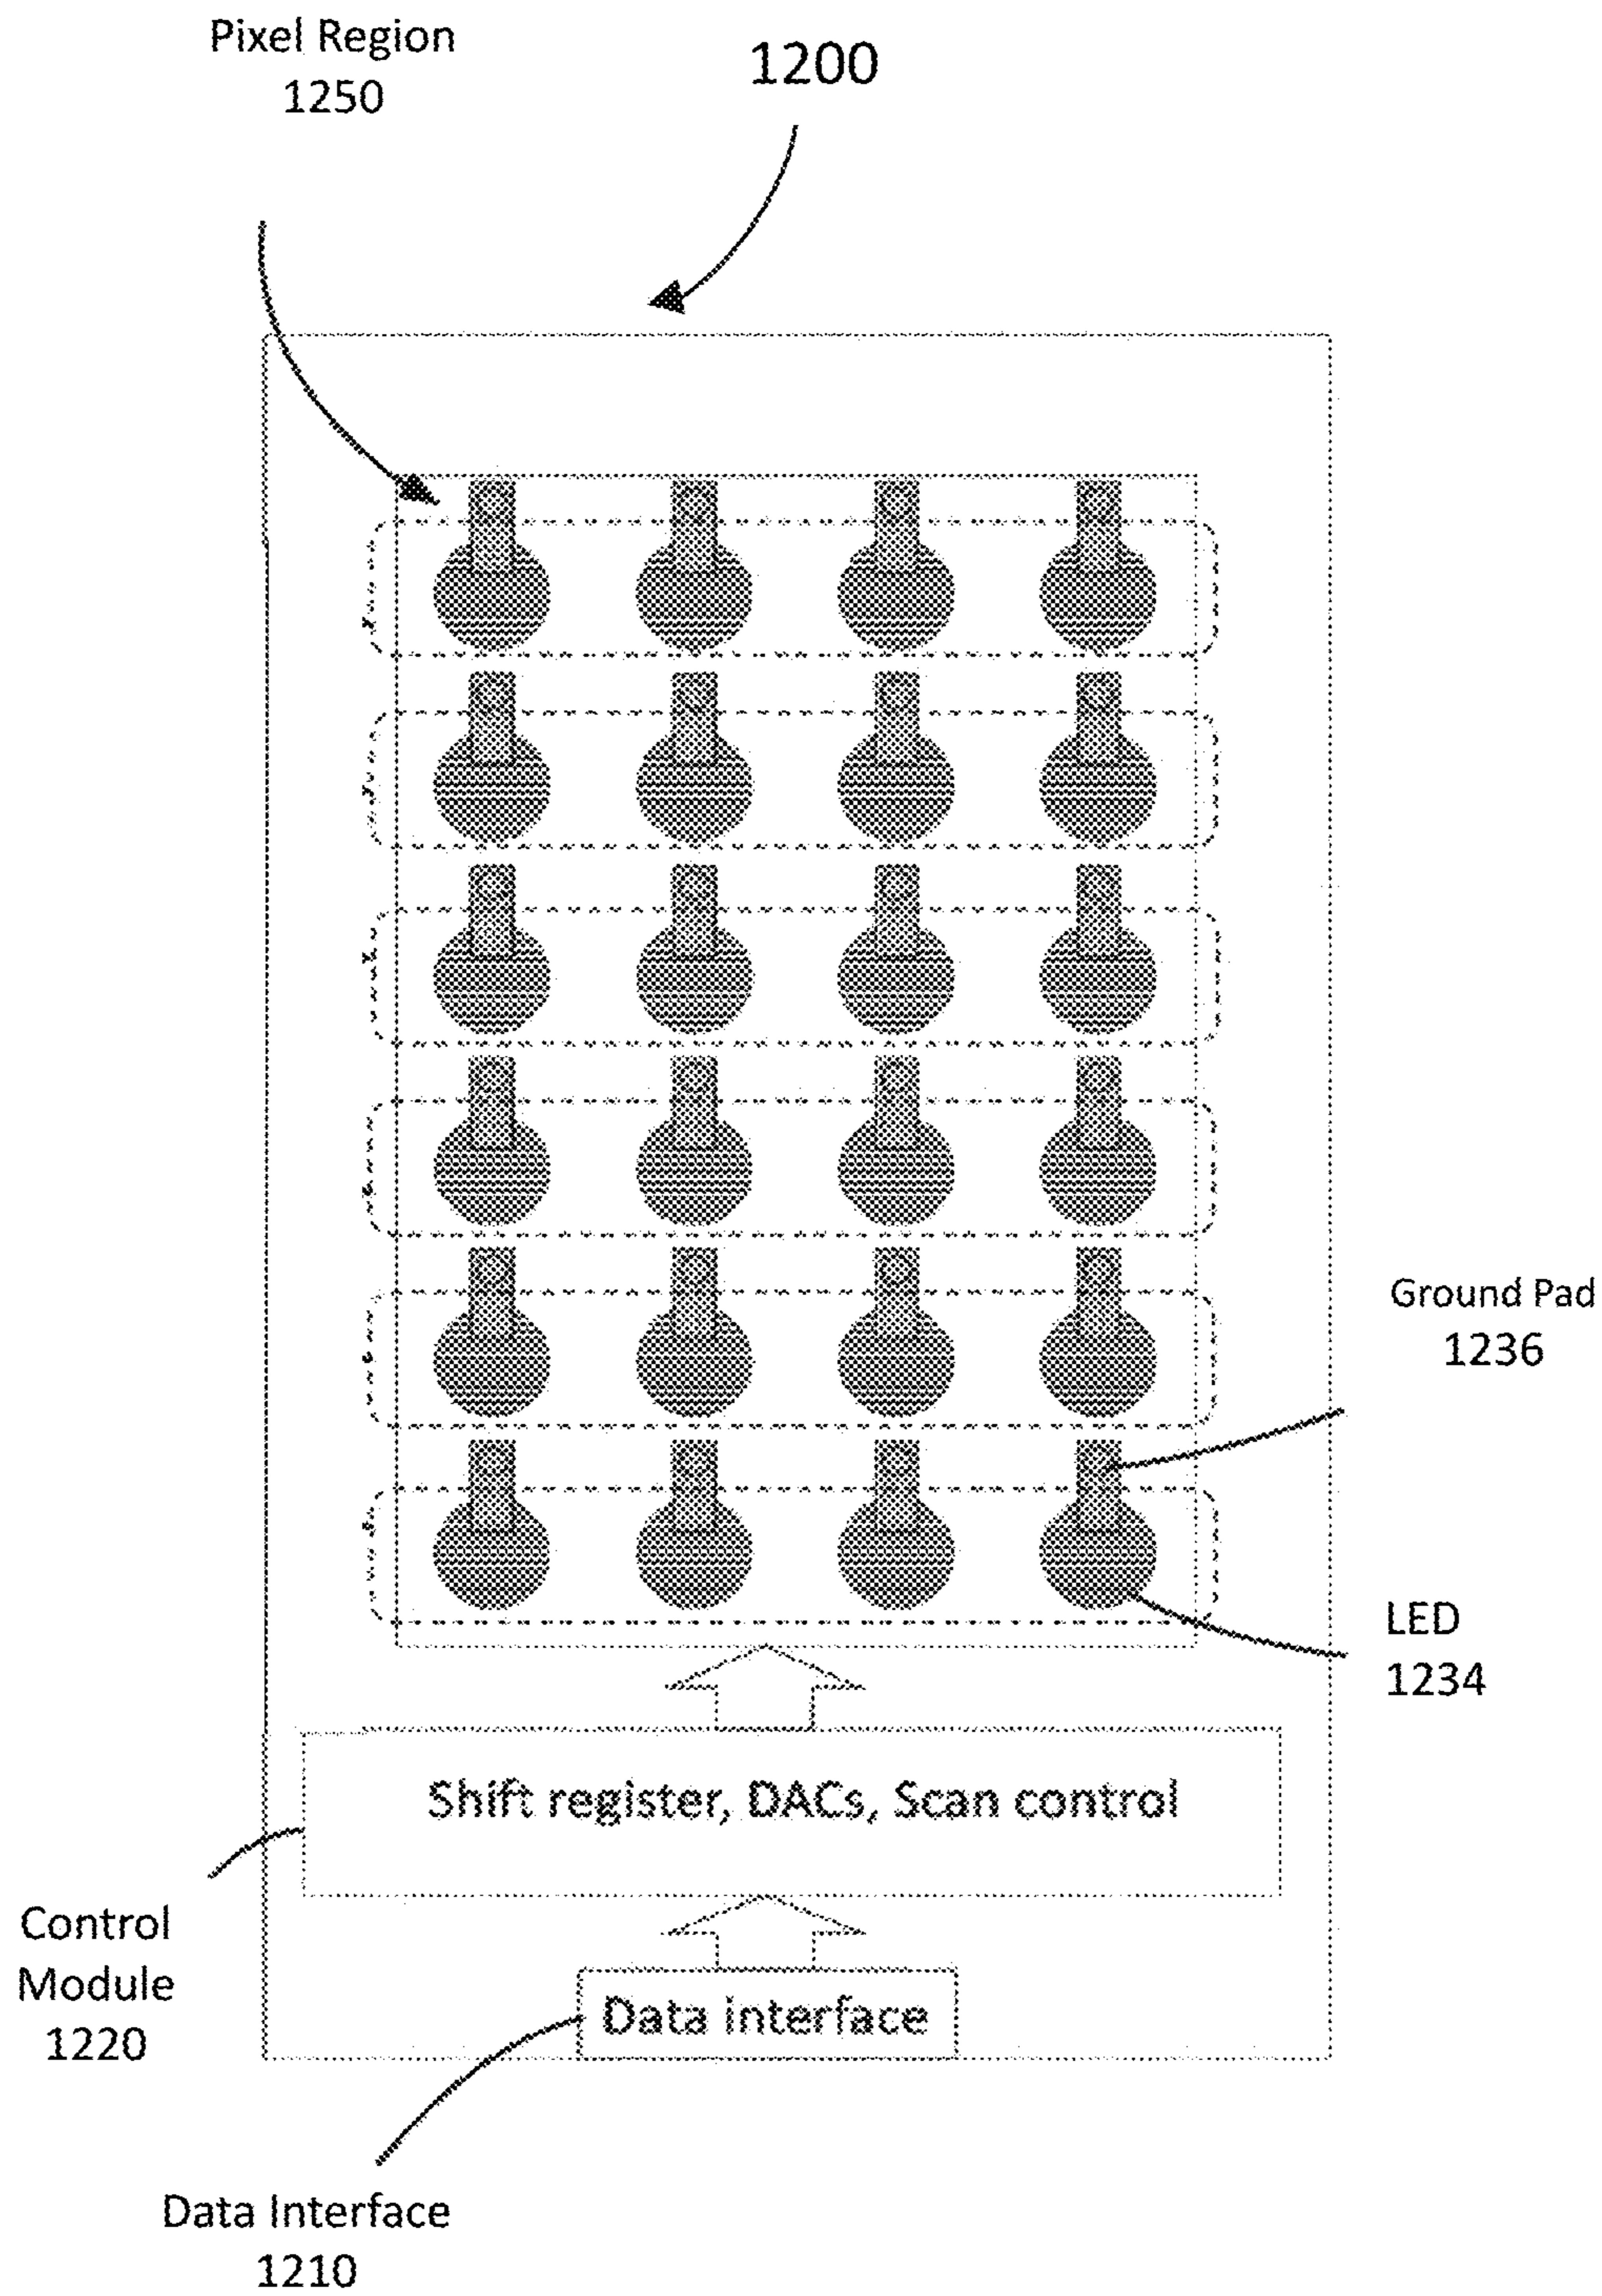 Pixel Region
1250
1200
Ground Pad
1236
LED
1234
Shift register, DACs, Scan control
Control
Module
1220
Data interface
Data Interface
1210